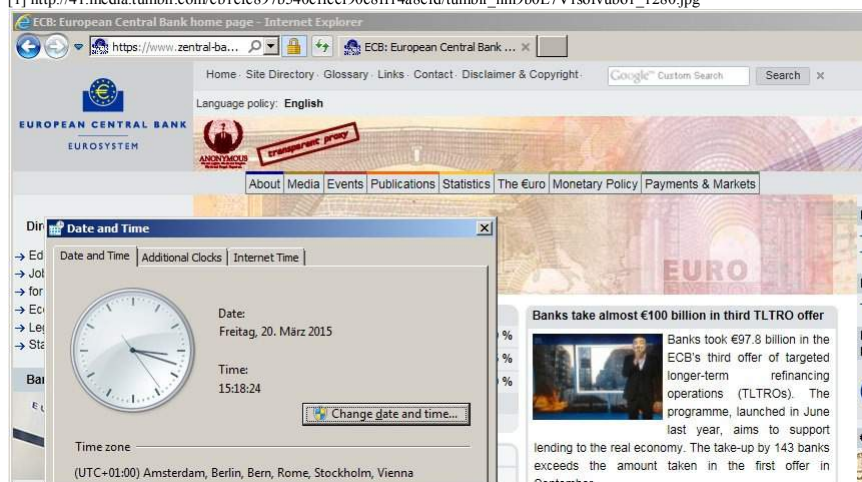 ECB: European Central Bank home page - Internet Explorer
https://www.zentral-ba...
ECB: European Central Bank ...
Home · Site Directory · Glossary · Links · Contact · Disclaimer & Copyright ·
Google™ Custom Search
Search
Language policy: English
EUROPEAN CENTRAL BANK
EUROSYSTEM
ANONYMOUS
transparent proxy
About
Media
Events
Publications
Statistics
The €uro
Monetary Policy
Payments & Markets
EURO
Date and Time
Date and Time
Additional Clocks
Internet Time
Date:
Freitag, 20. März 2015
Time:
15:18:24
Change date and time...
Time zone
(UTC+01:00) Amsterdam, Berlin, Bern, Rome, Stockholm, Vienna
Banks take almost €100 billion in third TLTRO offer
Banks took €97.8 billion in the
ECB's third offer of targeted
longer-term refinancing
operations (TLTROs). The
programme, launched in June
last year, aims to support
lending to the real economy. The take-up by 143 banks
exceeds the amount taken in the first offer in